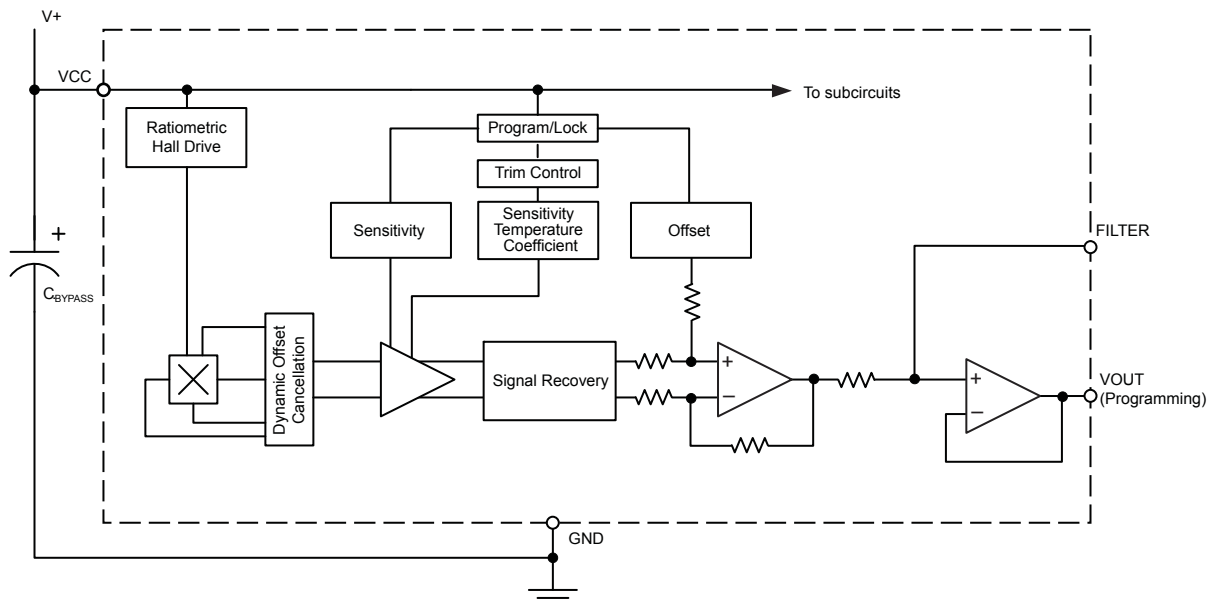 V+
VCC
To subcircuits
Ratiometric
Hall Drive
Program/Lock
Trim Control
Sensitivity
Sensitivity
Temperature
Coefficient
Offset
FILTER
+
CBYPASS
Dynamic Offset
Cancellation
Signal Recovery
+
−
+
−
VOUT
(Programming)
GND